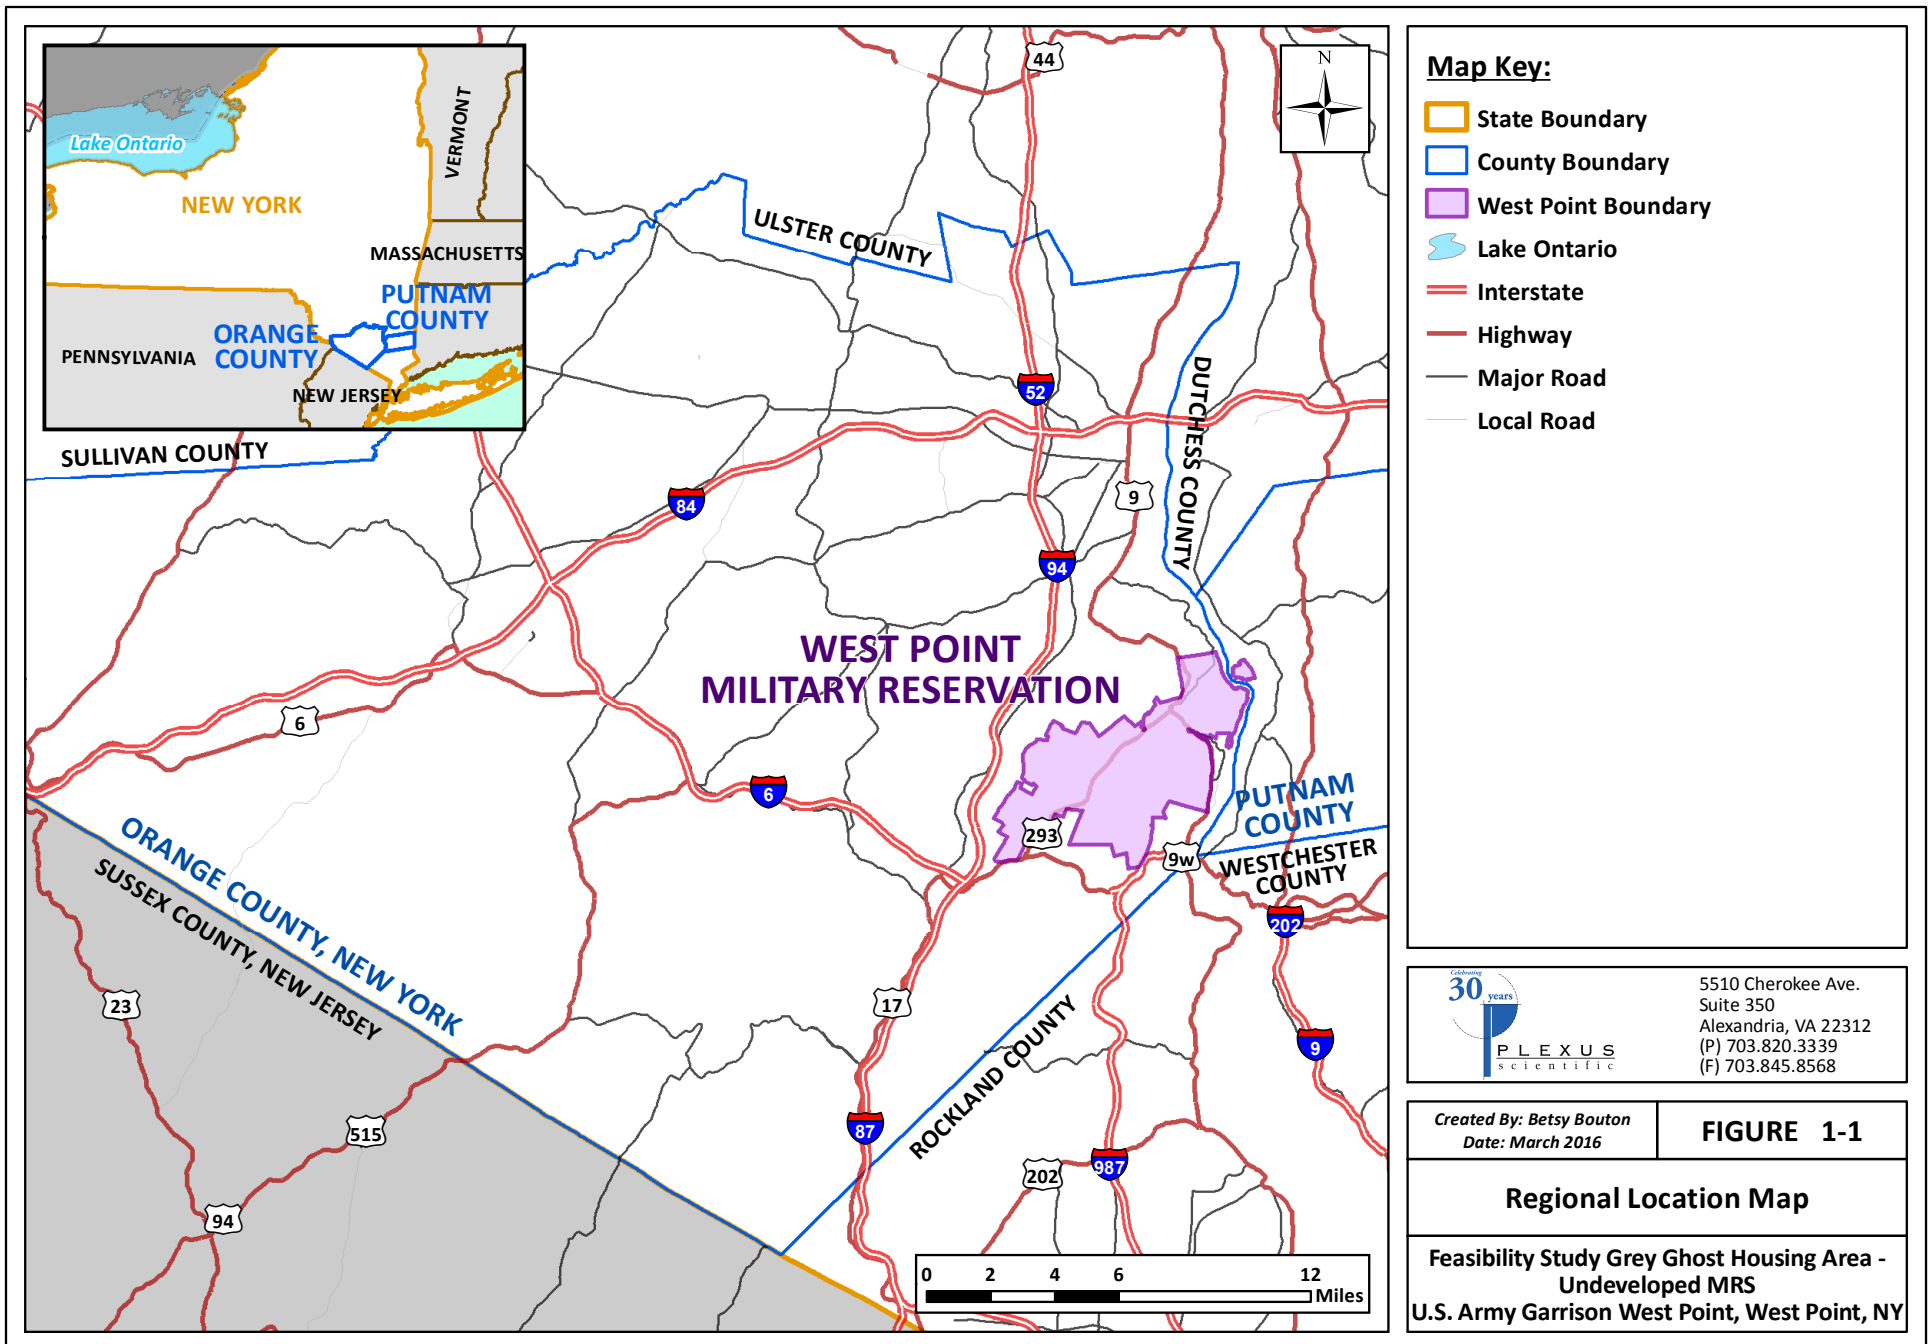 Lake Ontario
NEW YORK
VERMONT
MASSACHUSETTS
PUTNAM
COUNTY
ORANGE
COUNTY
PENNSYLVANIA
NEW JERSEY
44
N
ULSTER COUNTY
SULLIVAN COUNTY
DUTCHESS COUNTY
52
84
9
94
WEST POINT
MILITARY RESERVATION
6
6
293
9w
PUTNAM
COUNTY
WESTCHESTER
COUNTY
202
ORANGE COUNTY, NEW YORK
SUSSEX COUNTY, NEW JERSEY
23
17
ROCKLAND COUNTY
9
515
87
202
987
94
0 2 4 6 12
Miles
Map Key:
State Boundary
County Boundary
West Point Boundary
Lake Ontario
Interstate
Highway
Major Road
Local Road
Celebrating
30 years
PLEXUS
scientific
5510 Cherokee Ave.
Suite 350
Alexandria, VA 22312
(P) 703.820.3339
(F) 703.845.8568
Created By: Betsy Bouton
Date: March 2016
FIGURE 1-1
Regional Location Map
Feasibility Study Grey Ghost Housing Area -
Undeveloped MRS
U.S. Army Garrison West Point, West Point, NY